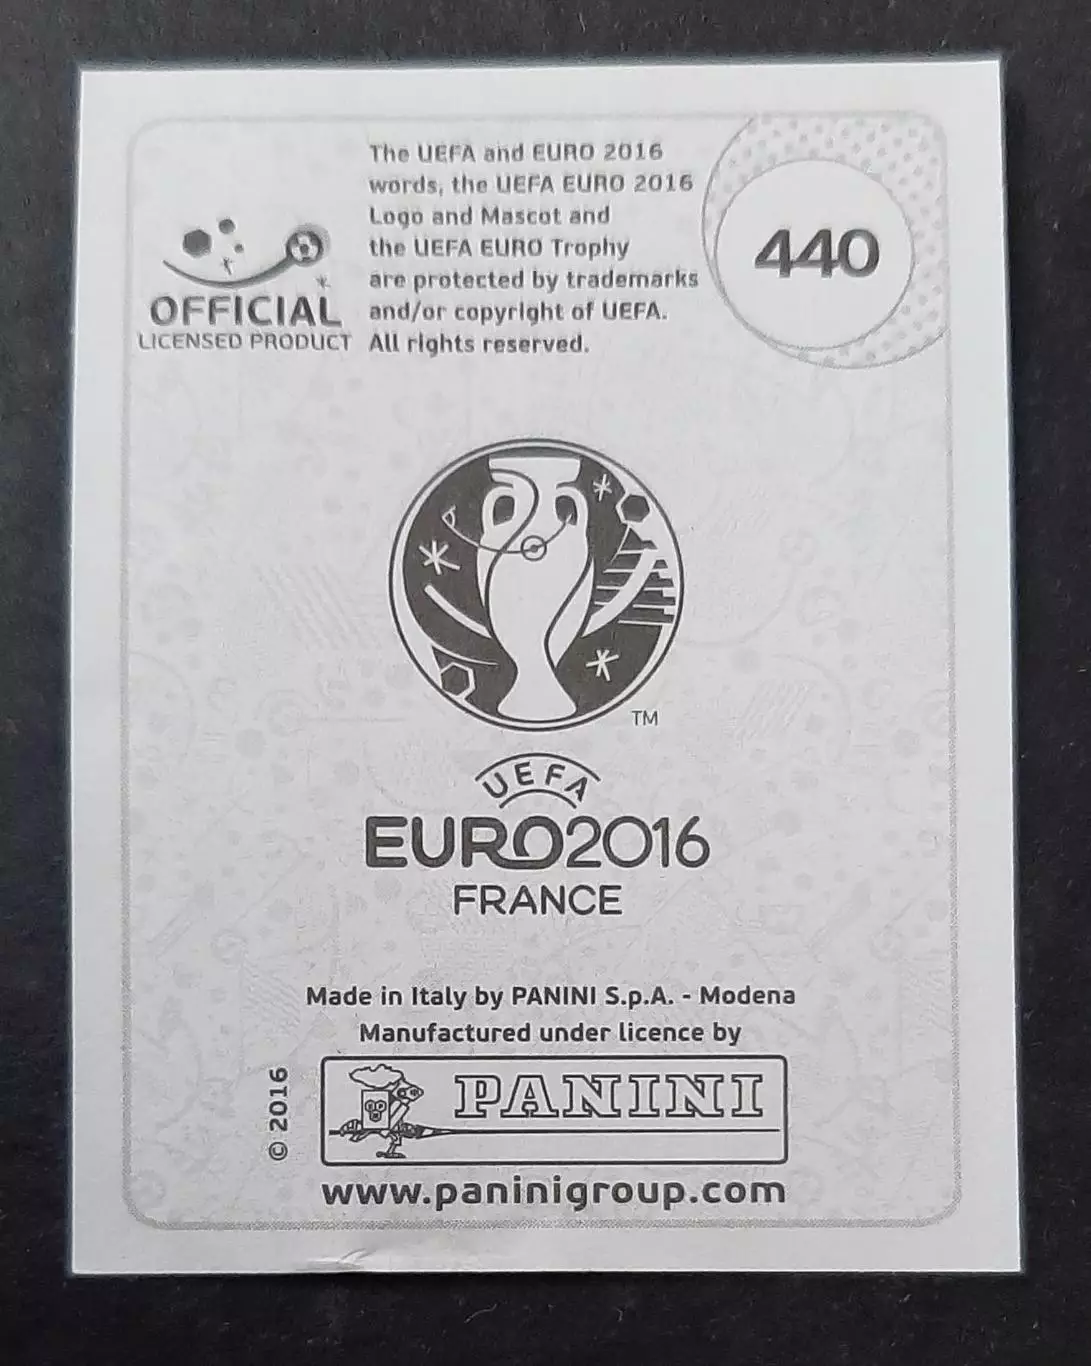 The UEFA and EURO 2016
words, the UEFA EURO 2016
Logo and Mascot and
the UEFA EURO Trophy
are protected by trademarks
and/or copyright of UEFA.
All rights reserved.
OFFICIAL
LICENSED PRODUCT
440
TM
UEFA
EURO2016
FRANCE
Made in Italy by PANINI S.p.A. - Modena
Manufactured under licence by
© 2016
PANINI
www.paninigroup.com